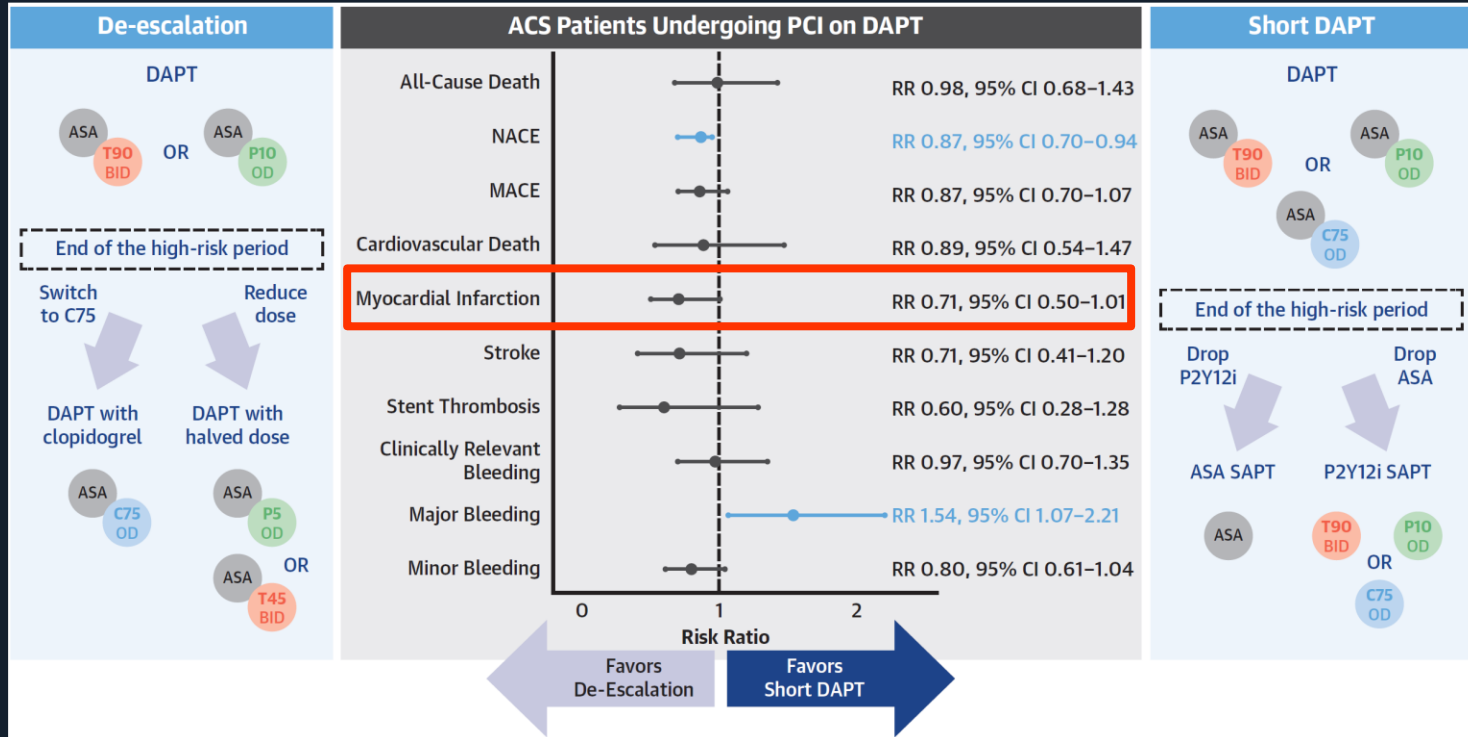 De-escalation
DAPT
ASA
T90
BID
OR
ASA
P10
OD
End of the high-risk period
Switch
to C75
Reduce
dose
DAPT with
clopidogrel
DAPT with
halved dose
ASA
C75
OD
ASA
P5
OD
OR
ASA
T45
BID
ACS Patients Undergoing PCI on DAPT
All-Cause Death RR 0.98, 95% CI 0.68–1.43
NACE RR 0.87, 95% CI 0.70–0.94
MACE RR 0.87, 95% CI 0.70–1.07
Cardiovascular Death RR 0.89, 95% CI 0.54–1.47
Myocardial Infarction RR 0.71, 95% CI 0.50–1.01
Stroke RR 0.71, 95% CI 0.41–1.20
Stent Thrombosis RR 0.60, 95% CI 0.28–1.28
Clinically Relevant
Bleeding RR 0.97, 95% CI 0.70–1.35
Major Bleeding RR 1.54, 95% CI 1.07–2.21
Minor Bleeding RR 0.80, 95% CI 0.61–1.04
0 1 2
Risk Ratio
Favors
De-Escalation
Favors
Short DAPT
Short DAPT
DAPT
ASA
T90
BID
OR
ASA
P10
OD
ASA
C75
OD
End of the high-risk period
Drop
P2Y12i
Drop
ASA
ASA SAPT
P2Y12i SAPT
ASA
T90
BID
P10
OD
OR
C75
OD